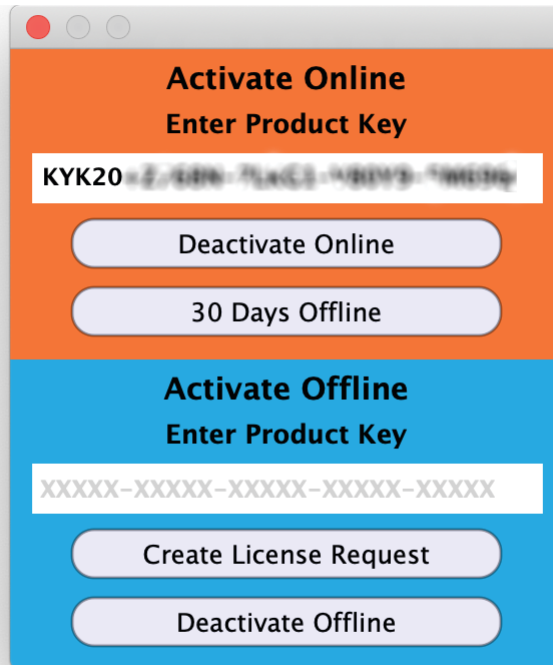 Activate Online
Enter Product Key
KYK20
Deactivate Online
30 Days Offline
Activate Offline
Enter Product Key
XXXXX-XXXXX-XXXXX-XXXXX-XXXXX
Create License Request
Deactivate Offline